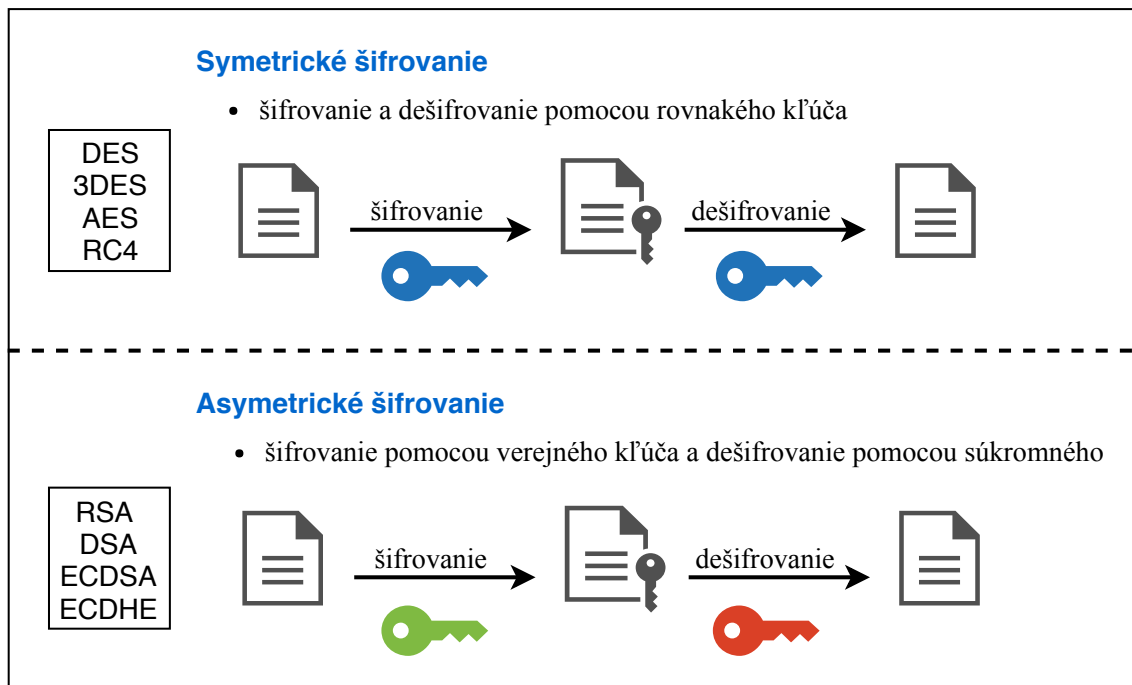 Symetrické šifrovanie
• šifrovanie a dešifrovanie pomocou rovnakého kľúča
DES
3DES
AES
RC4
šifrovanie
dešifrovanie
Asymetrické šifrovanie
• šifrovanie pomocou verejného kľúča a dešifrovanie pomocou súkromného
RSA
DSA
ECDSA
ECDHE
šifrovanie
dešifrovanie